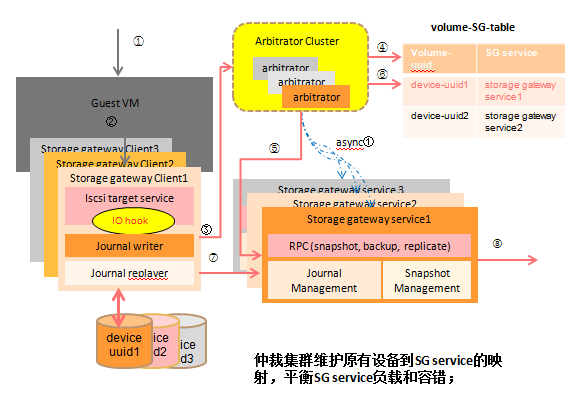 ①
Arbitrator Cluster
arbitrator
arbitrator
arbitrator
④
⑥
volume-SG-table
Volume-uuid
SG service
device-uuid1
storage gateway service1
device-uuid2
storage gateway service2
Guest VM
②
Storage gateway Client3
Storage gateway Client2
Storage gateway Client1
Iscsi target service
IO hook
Journal writer
Journal replayer
③
⑤
async①
⑦
Storage gateway service 3
Storage gateway service2
Storage gateway service1
RPC (snapshot, backup, replicate)
Journal Management
Snapshot Management
⑧
device uuid1
ice
id2
ice
id3
仲裁集群维护原有设备到SG service的映
射，平衡SG service负载和容错；